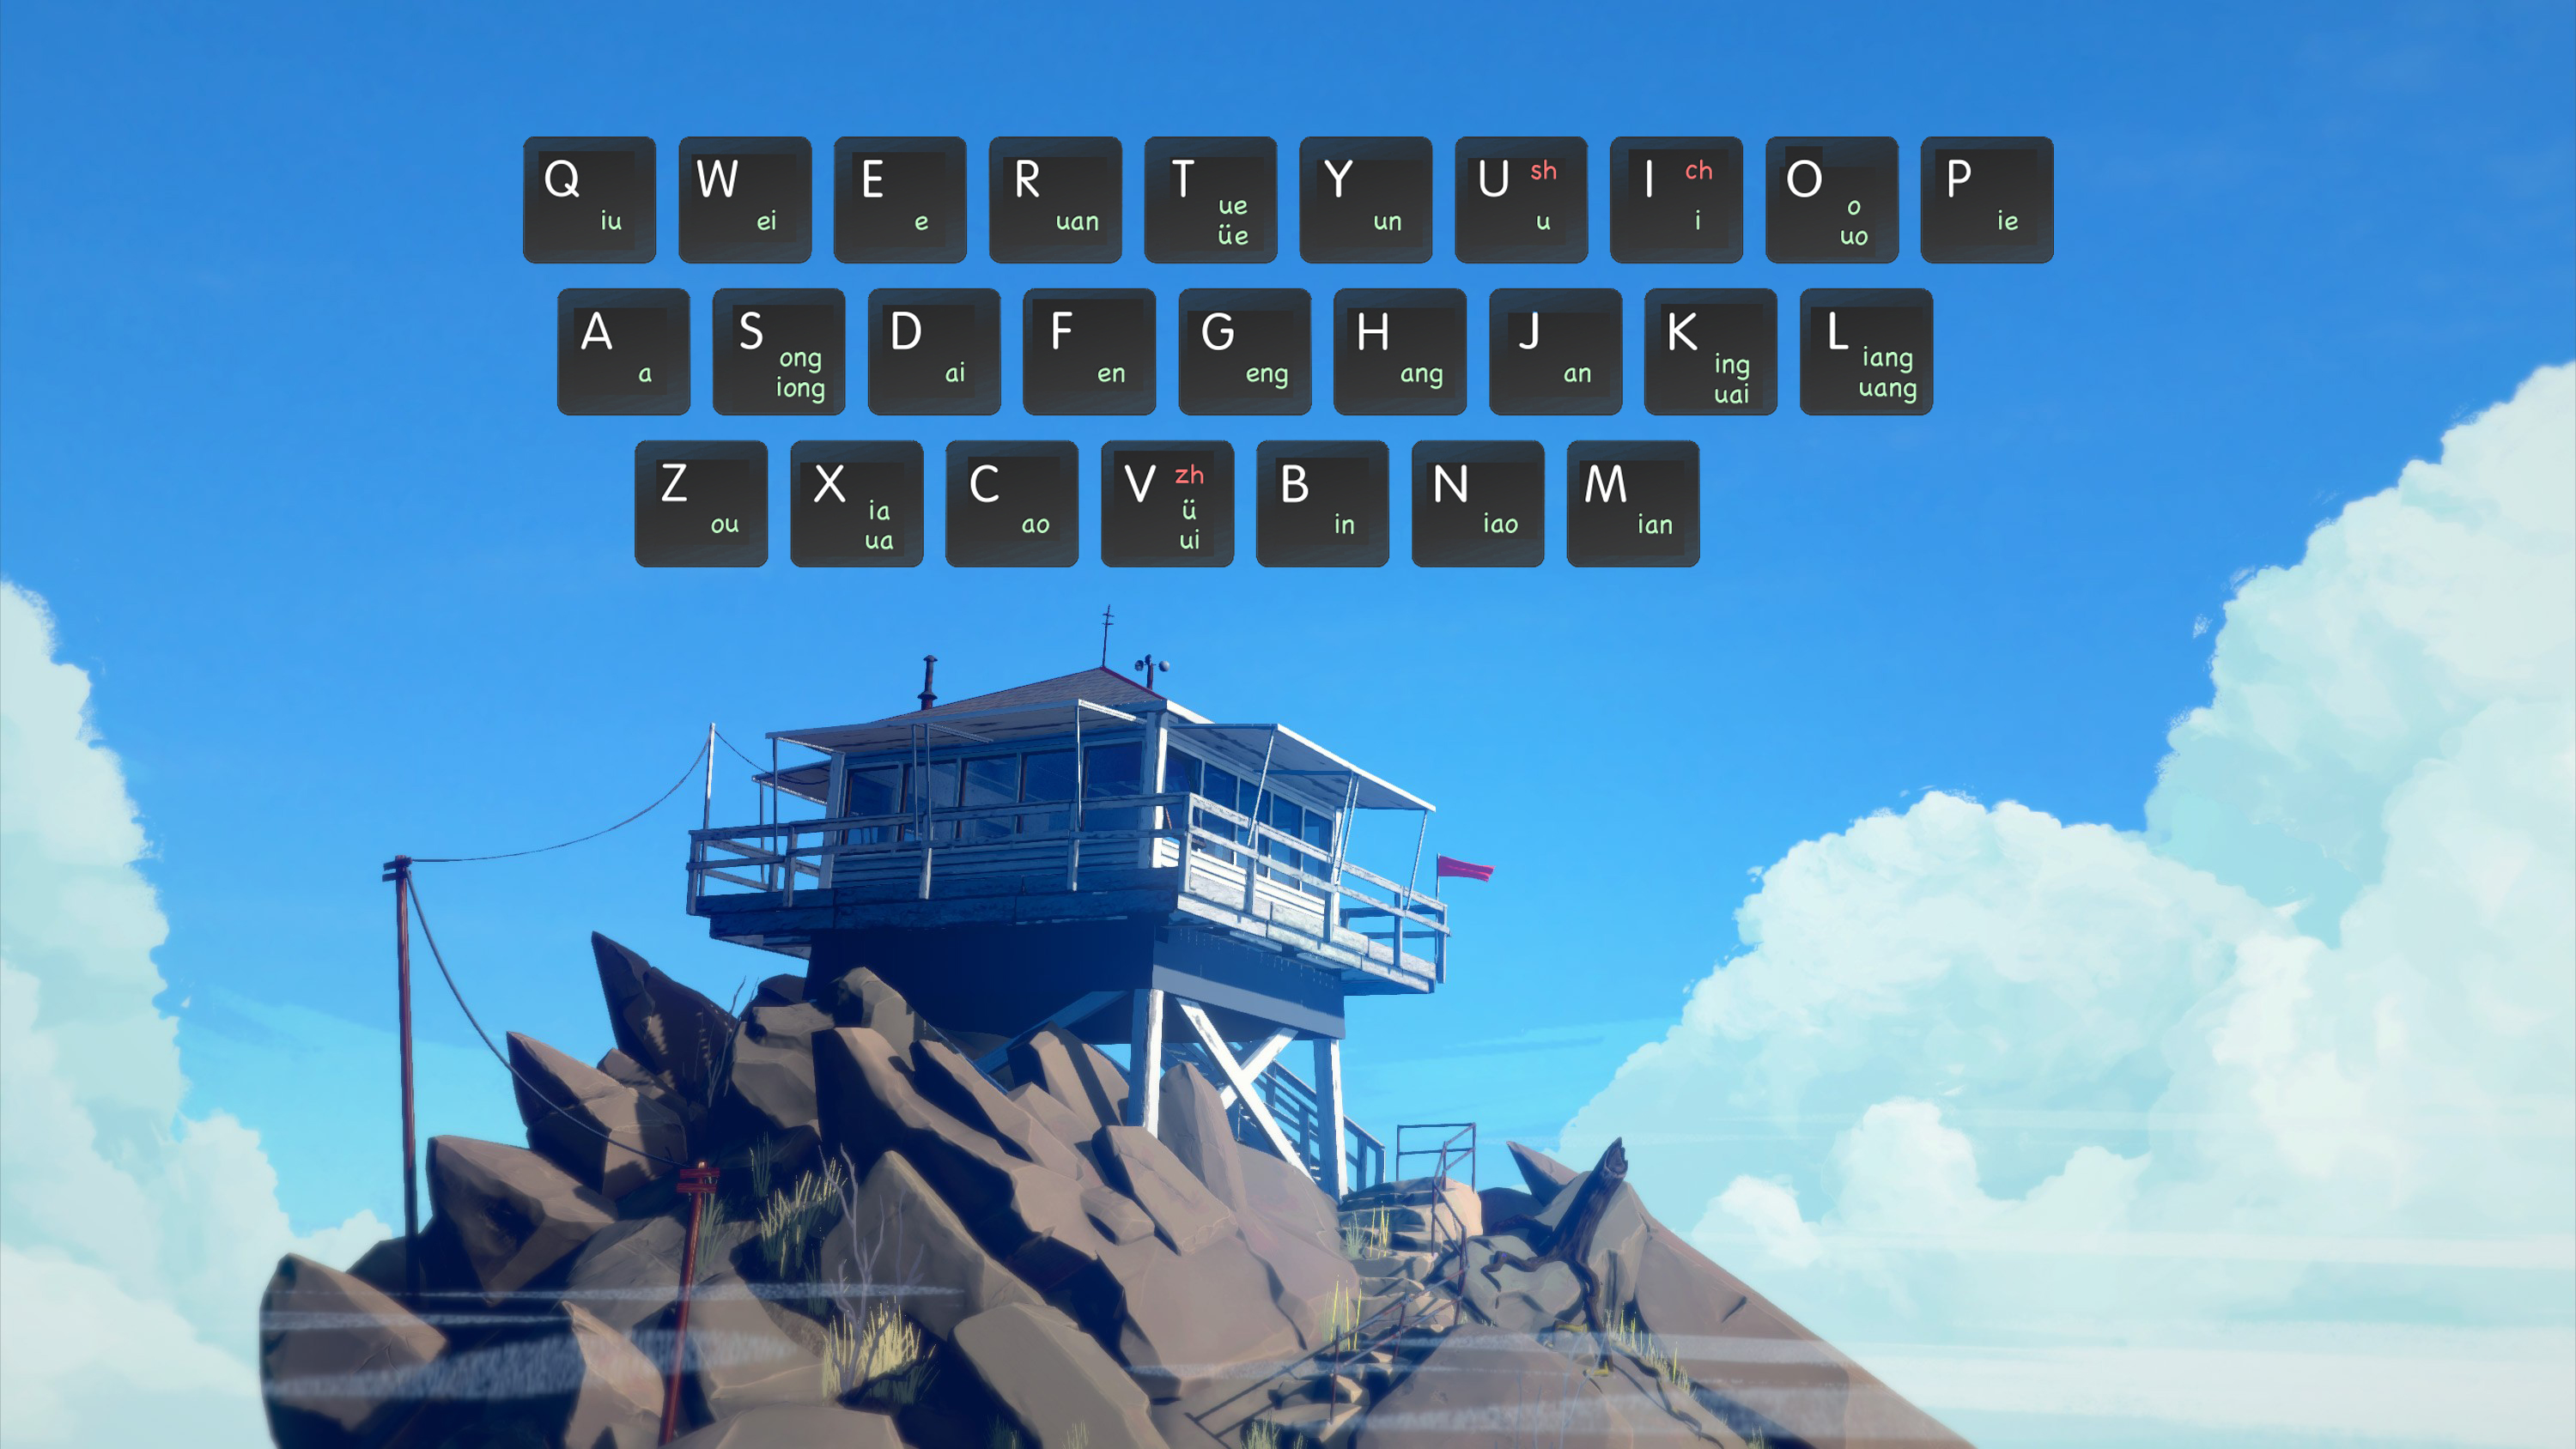 Q iu
W ei
E e
R uan
T ue üe
Y un
U sh u
I ch i
O o uo
P ie
A a
S ong iong
D ai
F en
G eng
H ang
J an
K ing uai
L iang uang
Z ou
X ia ua
C ao
V zh ü ui
B in
N iao
M ian